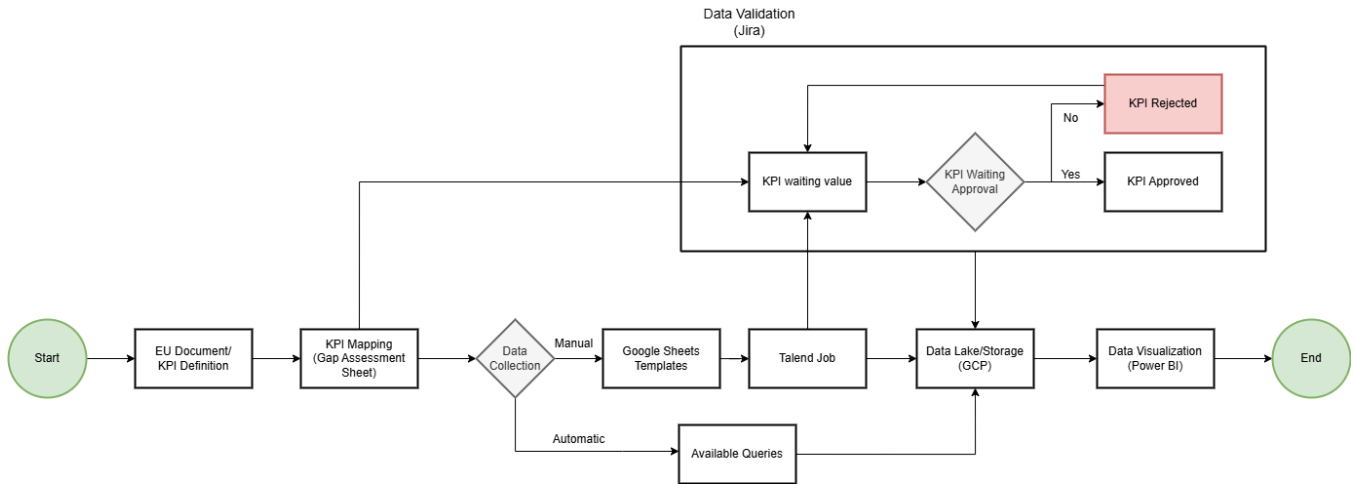 Data Validation
(Jira)
KPI Rejected
No
KPI waiting value
KPI Waiting
Approval
Yes
KPI Approved
Start
EU Document/
KPI Definition
KPI Mapping
(Gap Assessment
Sheet)
Data
Collection
Manual
Google Sheets
Templates
Talend Job
Data Lake/Storage
(GCP)
Data Visualization
(Power BI)
End
Automatic
Available Queries